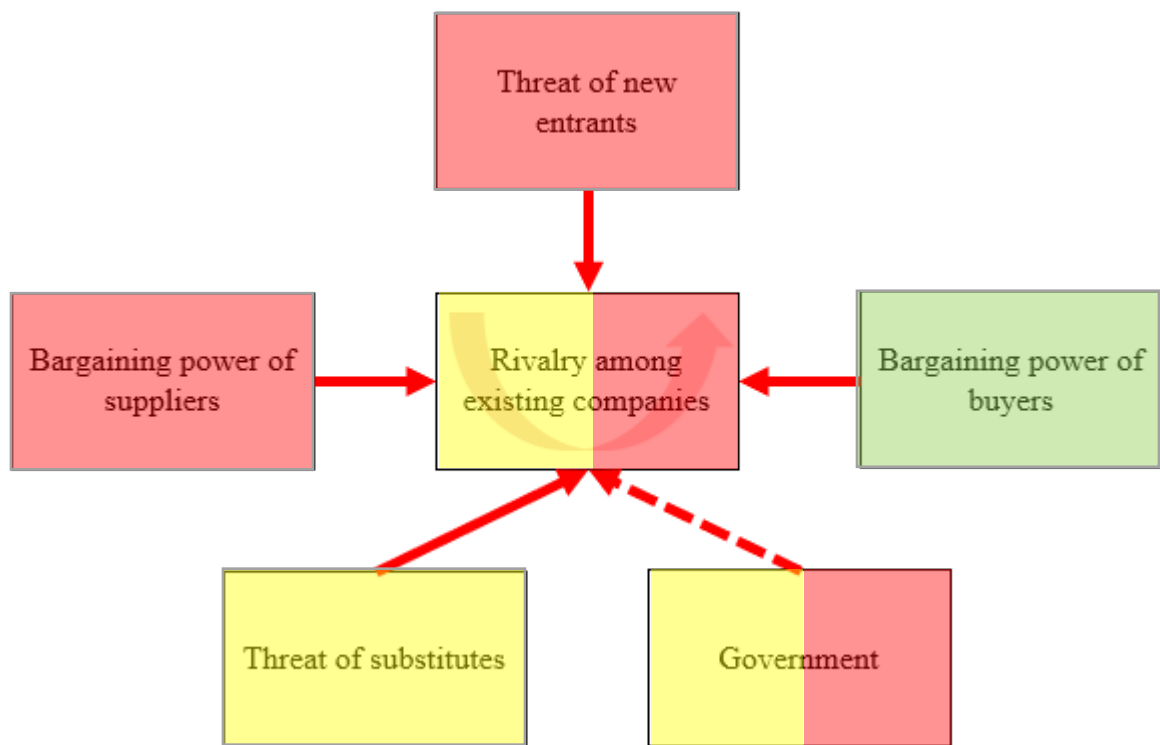 Threat of new
entrants
Bargaining power of
suppliers
Rivalry among
existing companies
Bargaining power of
buyers
Threat of substitutes
Government